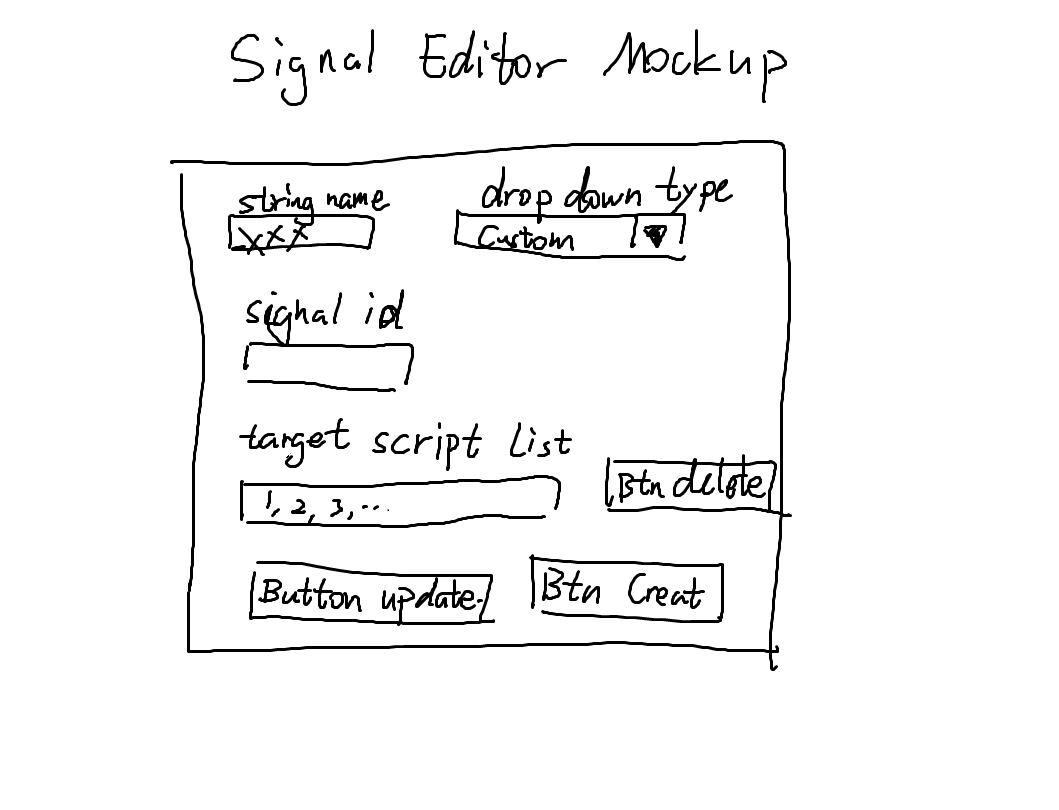 Signal Editor Mockup
string name
drop down type
xxx
Custom
signal id
target script List
1, 2, 3, ...
Btn delete
Button update
Btn Creat